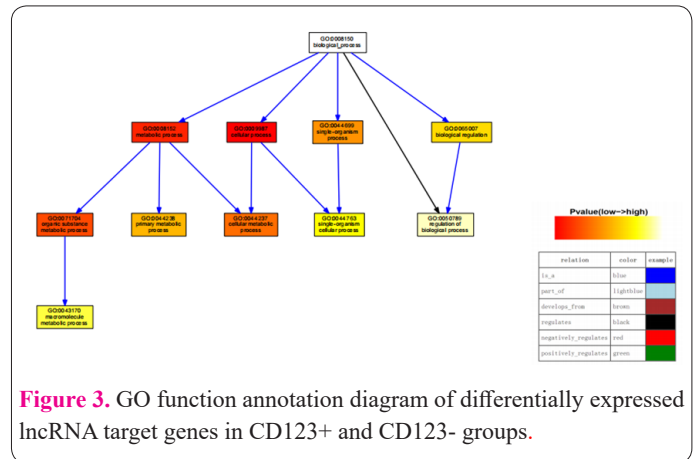 GO:0008150
biological_process
GO:0008152
metabolic process
GO:0009987
cellular process
GO:0044699
single-organism
process
GO:0065007
biological regulation
GO:0071704
organic substance
metabolic process
GO:0044238
primary metabolic
process
GO:0044237
cellular metabolic
process
GO:0044763
single-organism
cellular process
GO:0050789
regulation of
biological process
GO:0043170
macromolecule
metabolic process
Pvalue(low->high)
relation color example
is_a blue
part_of lightblue
develops_from brown
regulates black
negatively_regulates red
positively_regulates green
Figure 3. GO function annotation diagram of differentially expressed
lncRNA target genes in CD123+ and CD123- groups.